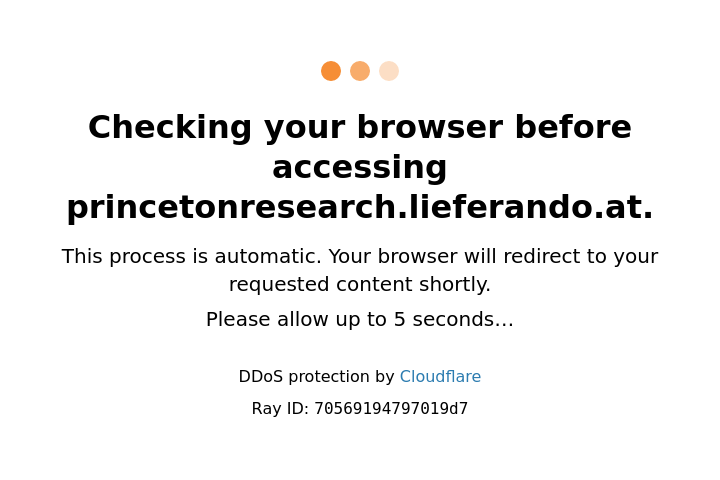 Checking your browser before
accessing
princetonresearch.lieferando.at.
This process is automatic. Your browser will redirect to your
requested content shortly.
Please allow up to 5 seconds…
DDoS protection by Cloudflare
Ray ID: 70569194797019d7